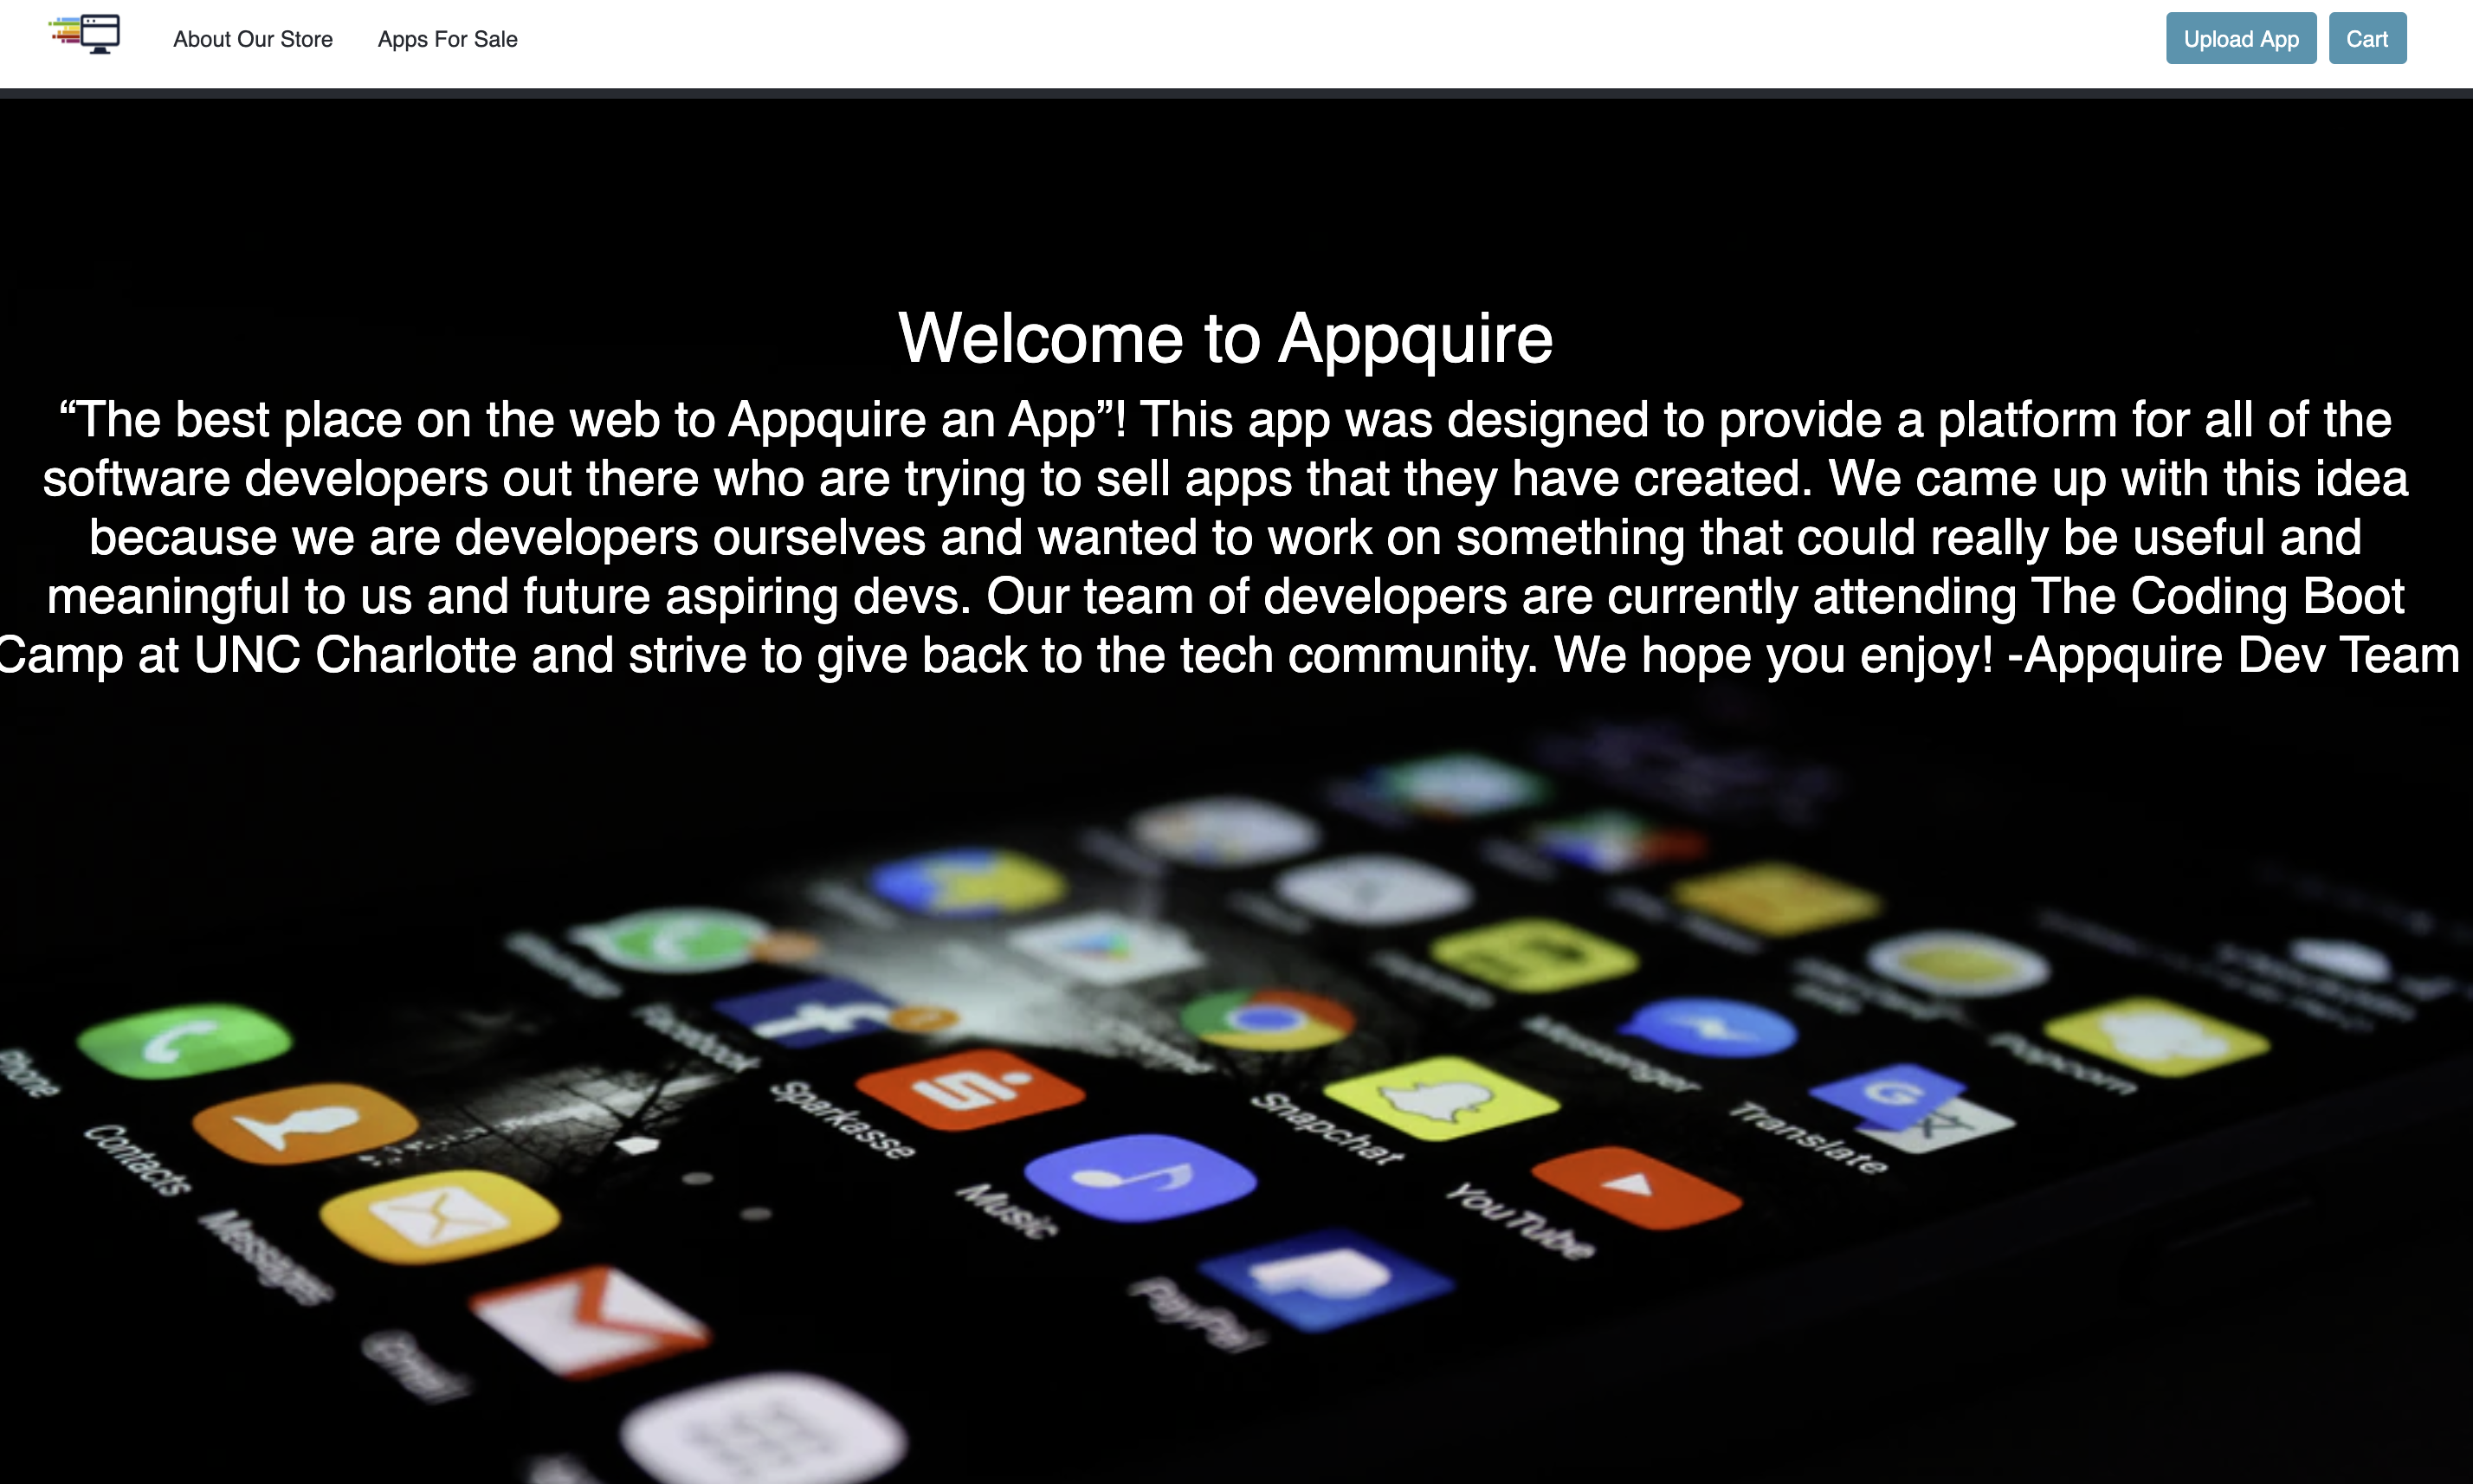 About Our Store
Apps For Sale
Upload App
Cart
Welcome to Appquire
“The best place on the web to Appquire an App”! This app was designed to provide a platform for all of the
software developers out there who are trying to sell apps that they have created. We came up with this idea
because we are developers ourselves and wanted to work on something that could really be useful and
meaningful to us and future aspiring devs. Our team of developers are currently attending The Coding Boot
Camp at UNC Charlotte and strive to give back to the tech community. We hope you enjoy! -Appquire Dev Team
Phone
Contacts
Messages
Gmail
WhatsApp
Facebook
Sparkasse
Music
PayPal
Chrome
Snapchat
YouTube
Messenger
Translate
Popcorn